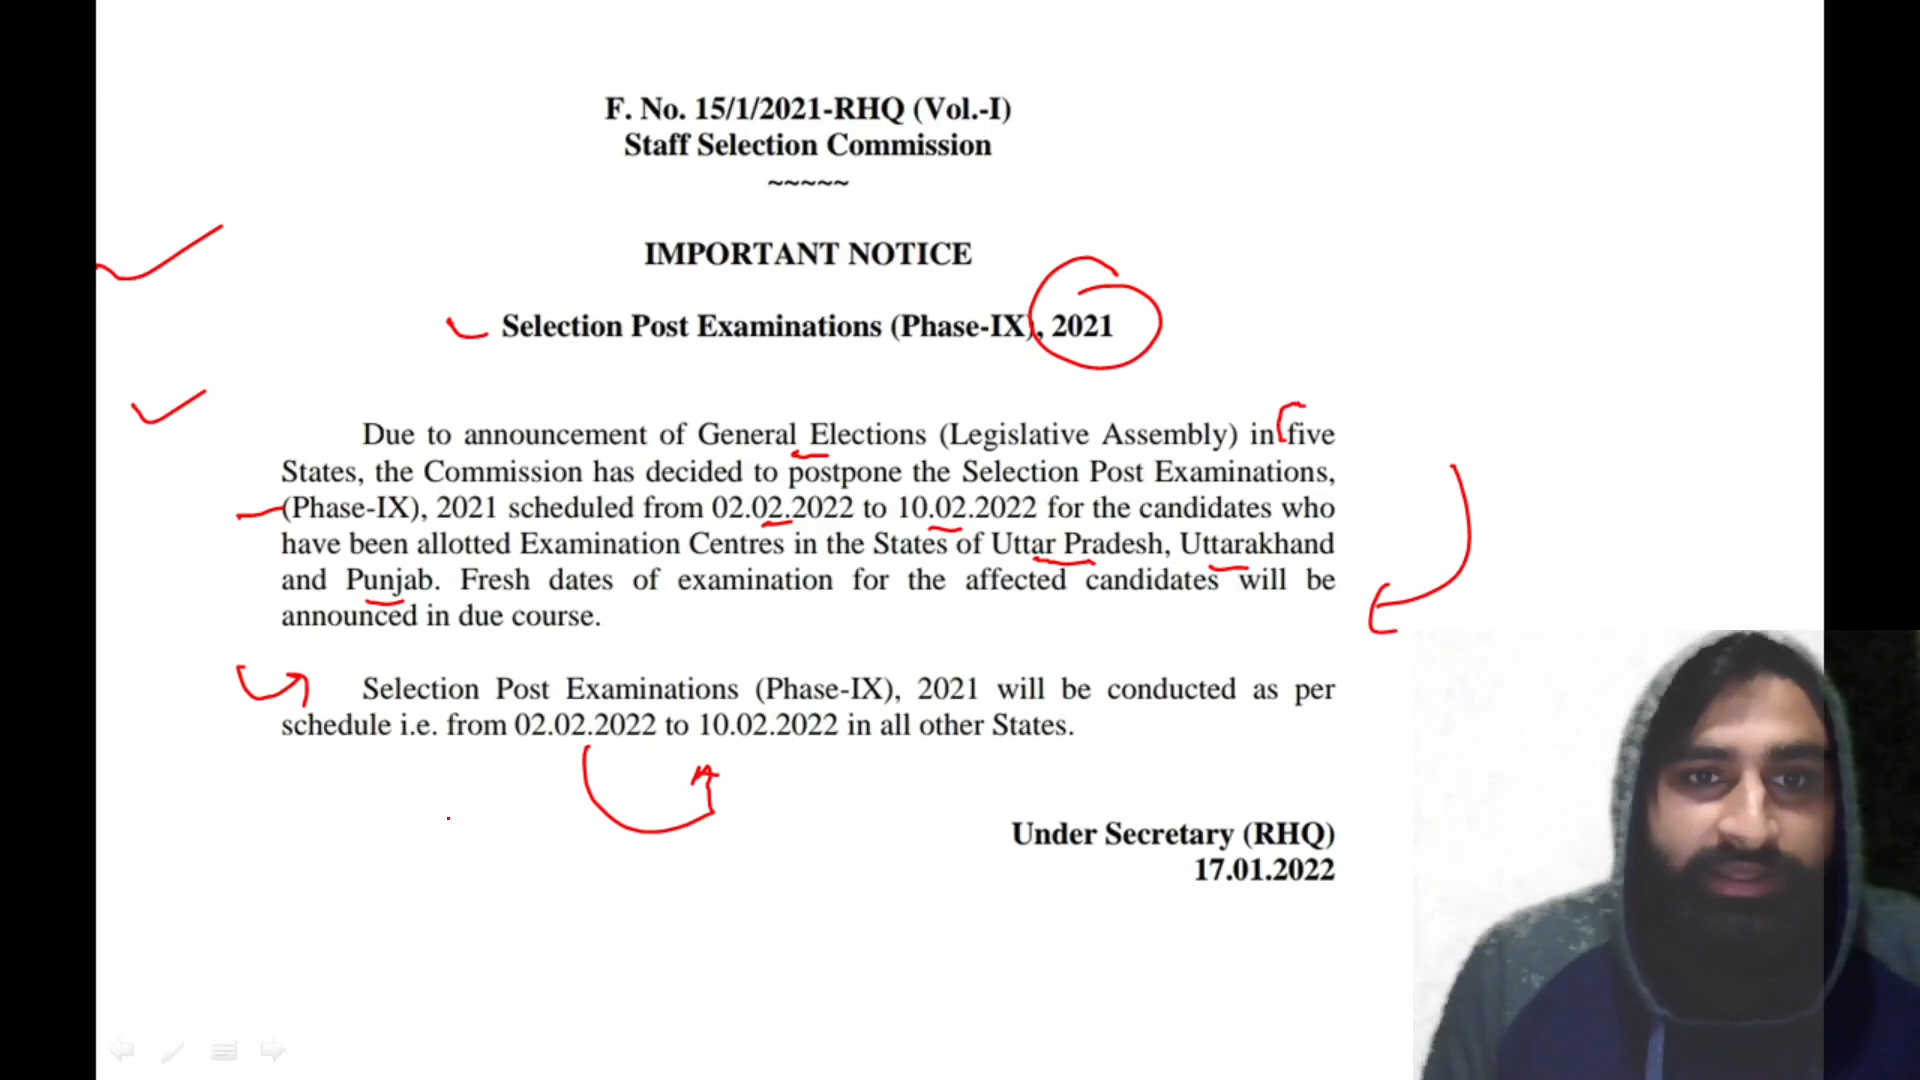 F. No. 15/1/2021-RHQ (Vol.-I)
Staff Selection Commission
~~~~~
IMPORTANT NOTICE
Selection Post Examinations (Phase-IX), 2021
Due to announcement of General Elections (Legislative Assembly) in five
States, the Commission has decided to postpone the Selection Post Examinations,
(Phase-IX), 2021 scheduled from 02.02.2022 to 10.02.2022 for the candidates who
have been allotted Examination Centres in the States of Uttar Pradesh, Uttarakhand
and Punjab. Fresh dates of examination for the affected candidates will be
announced in due course.
Selection Post Examinations (Phase-IX), 2021 will be conducted as per
schedule i.e. from 02.02.2022 to 10.02.2022 in all other States.
Under Secretary (RHQ)
17.01.2022